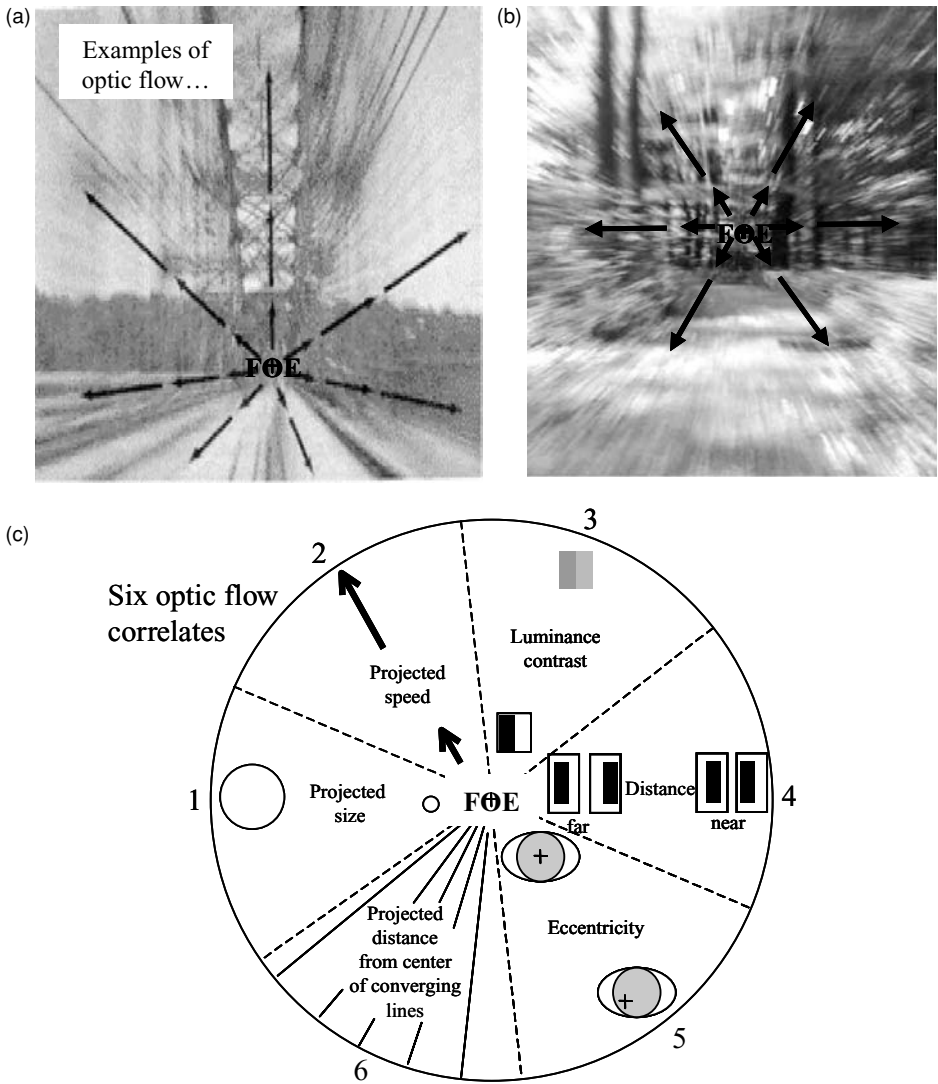 (a)
Examples of
optic flow…
FOE
(b)
FOE
(c)
Six optic flow
correlates
1
2
3
4
5
6
Projected
speed
Luminance
contrast
Projected
size
FOE
Distance
far
near
Eccentricity
Projected
distance
from center
of converging
lines